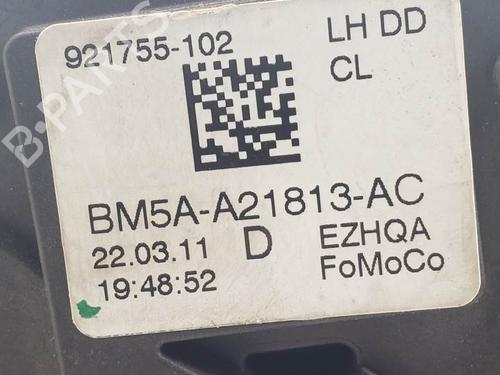 921755-102 LH DD
CL
BM5A-A21813-AC
22.03.11 D EZHQA
19:48:52 FoMoCo
B-PARTS